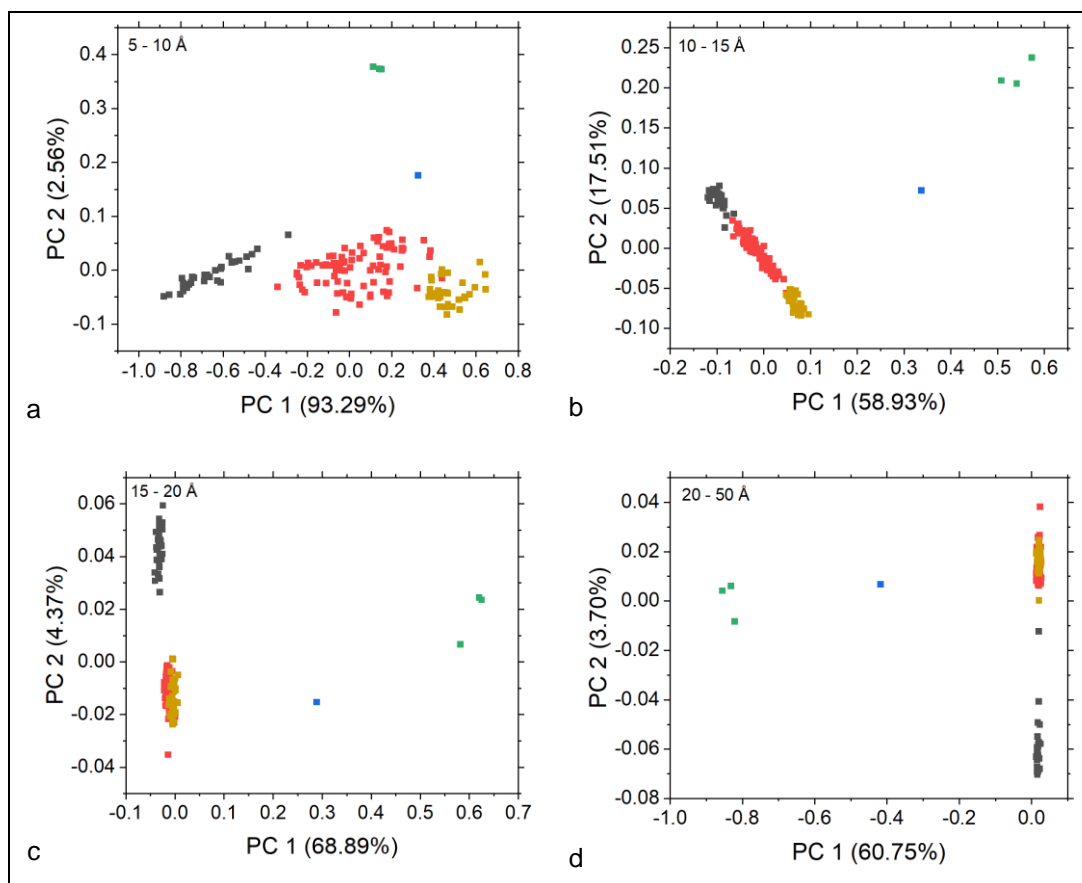 5 - 10 Å
0.4
0.3
0.2
0.1
0.0
-0.1
PC 2 (2.56%)
-1.0 -0.8 -0.6 -0.4 -0.2 0.0 0.2 0.4 0.6 0.8
PC 1 (93.29%)
a
10 - 15 Å
0.25
0.20
0.15
0.10
0.05
0.00
-0.05
-0.10
PC 2 (17.51%)
-0.2 -0.1 0.0 0.1 0.2 0.3 0.4 0.5 0.6
PC 1 (58.93%)
b
15 - 20 Å
0.06
0.04
0.02
0.00
-0.02
-0.04
PC 2 (4.37%)
-0.1 0.0 0.1 0.2 0.3 0.4 0.5 0.6 0.7
PC 1 (68.89%)
c
20 - 50 Å
0.04
0.02
0.00
-0.02
-0.04
-0.06
-0.08
PC 2 (3.70%)
-1.0 -0.8 -0.6 -0.4 -0.2 0.0
PC 1 (60.75%)
d